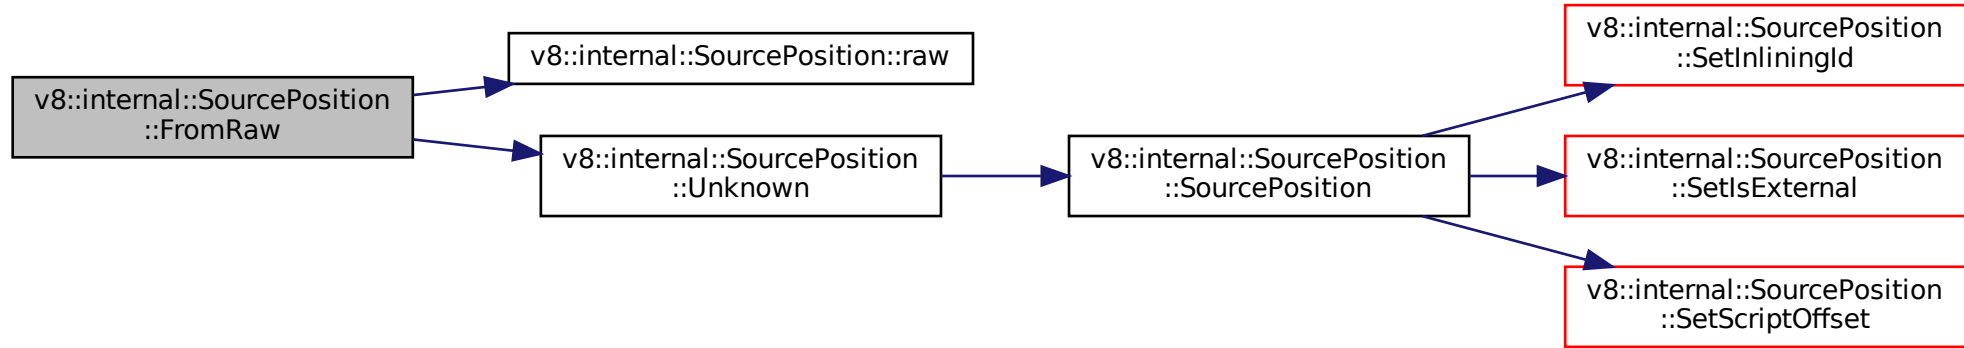 v8::internal::SourcePosition
::FromRaw
v8::internal::SourcePosition::raw
v8::internal::SourcePosition
::Unknown
v8::internal::SourcePosition
::SourcePosition
v8::internal::SourcePosition
::SetInliningId
v8::internal::SourcePosition
::SetIsExternal
v8::internal::SourcePosition
::SetScriptOffset